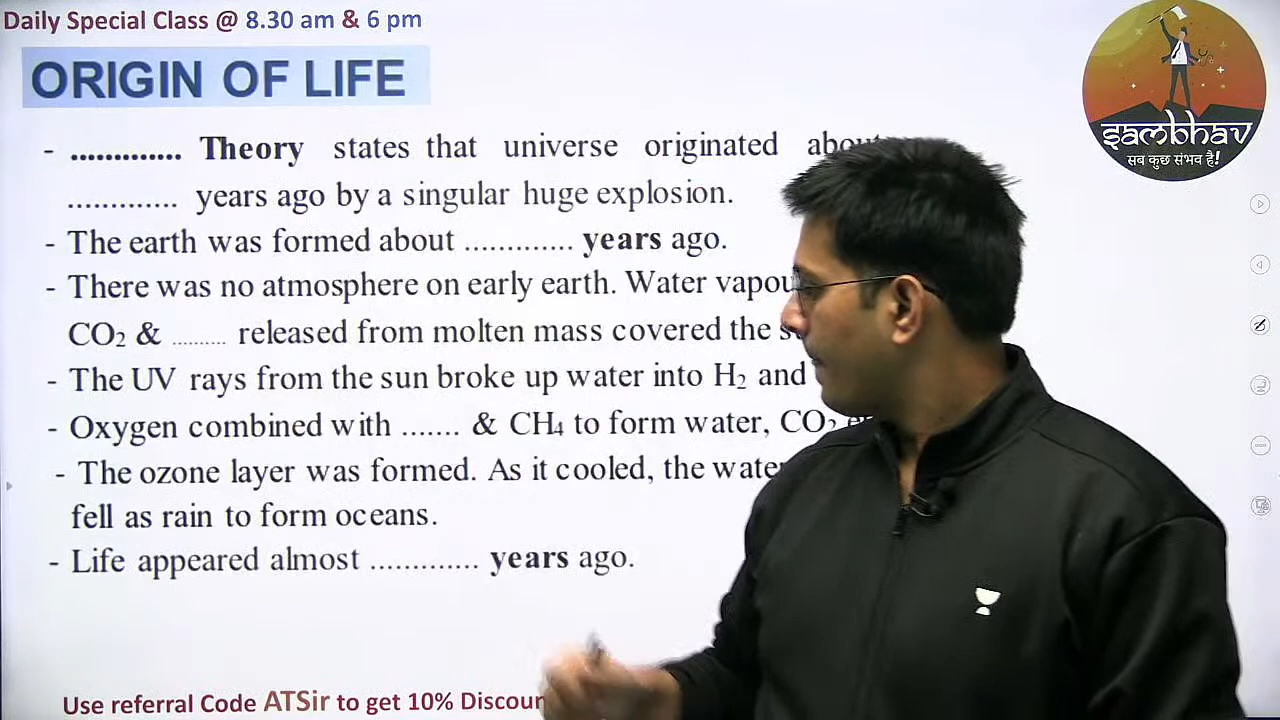 Daily Special Class @ 8.30 am & 6 pm
sambhav
सब कुछ संभव है!
ORIGIN OF LIFE
- ............. Theory states that universe originated about
............. years ago by a singular huge explosion.
- The earth was formed about ............. years ago.
- There was no atmosphere on early earth. Water
CO₂ & .......... released from molten mass covered the
- The UV rays from the sun broke up water into H₂ and
- Oxygen combined with ....... & CH₄ to form water, CO₂
- The ozone layer was formed. As it cooled, the water
fell as rain to form oceans.
- Life appeared almost ............. years ago.
Use referral Code ATSir to get 10%